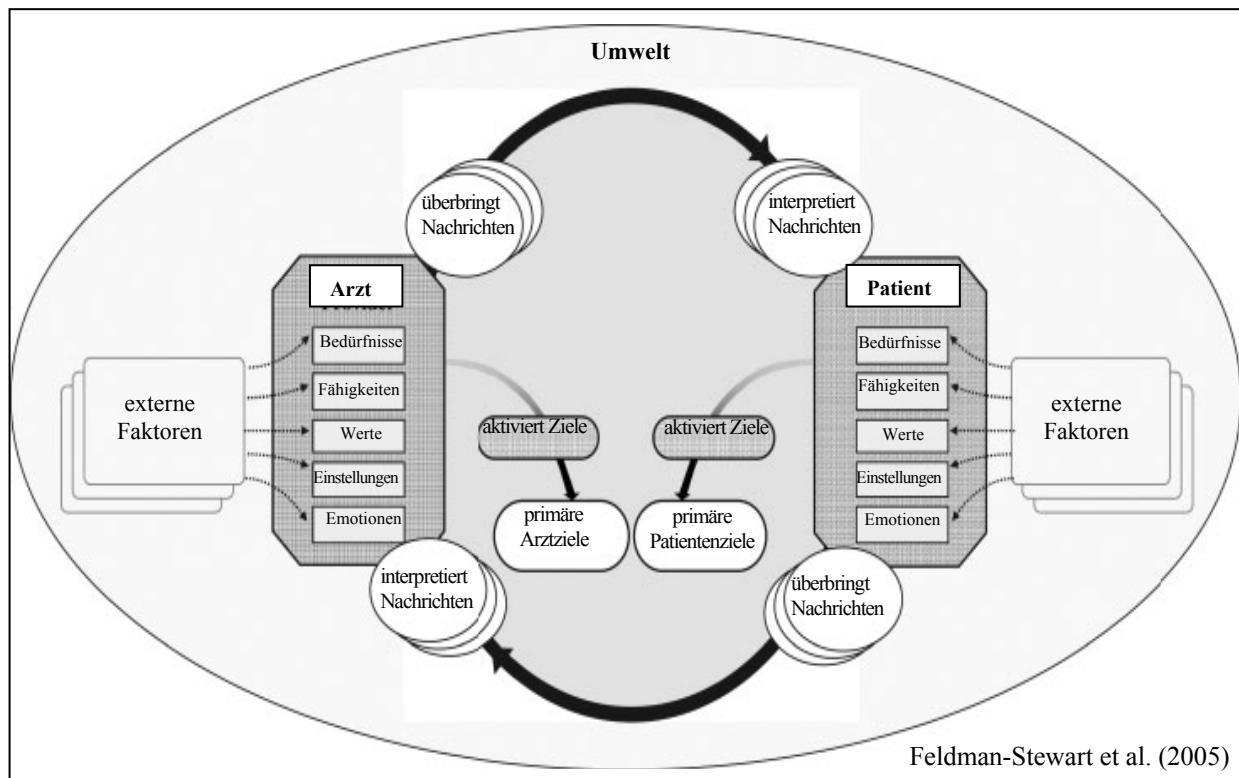 Umwelt
überbringt
Nachrichten
interpretiert
Nachrichten
Arzt
Patient
Bedürfnisse
Fähigkeiten
Werte
Einstellungen
Emotionen
Bedürfnisse
Fähigkeiten
Werte
Einstellungen
Emotionen
externe
Faktoren
externe
Faktoren
aktiviert Ziele
aktiviert Ziele
primäre
Arztziele
primäre
Patientenziele
interpretiert
Nachrichten
überbringt
Nachrichten
Feldman-Stewart et al. (2005)